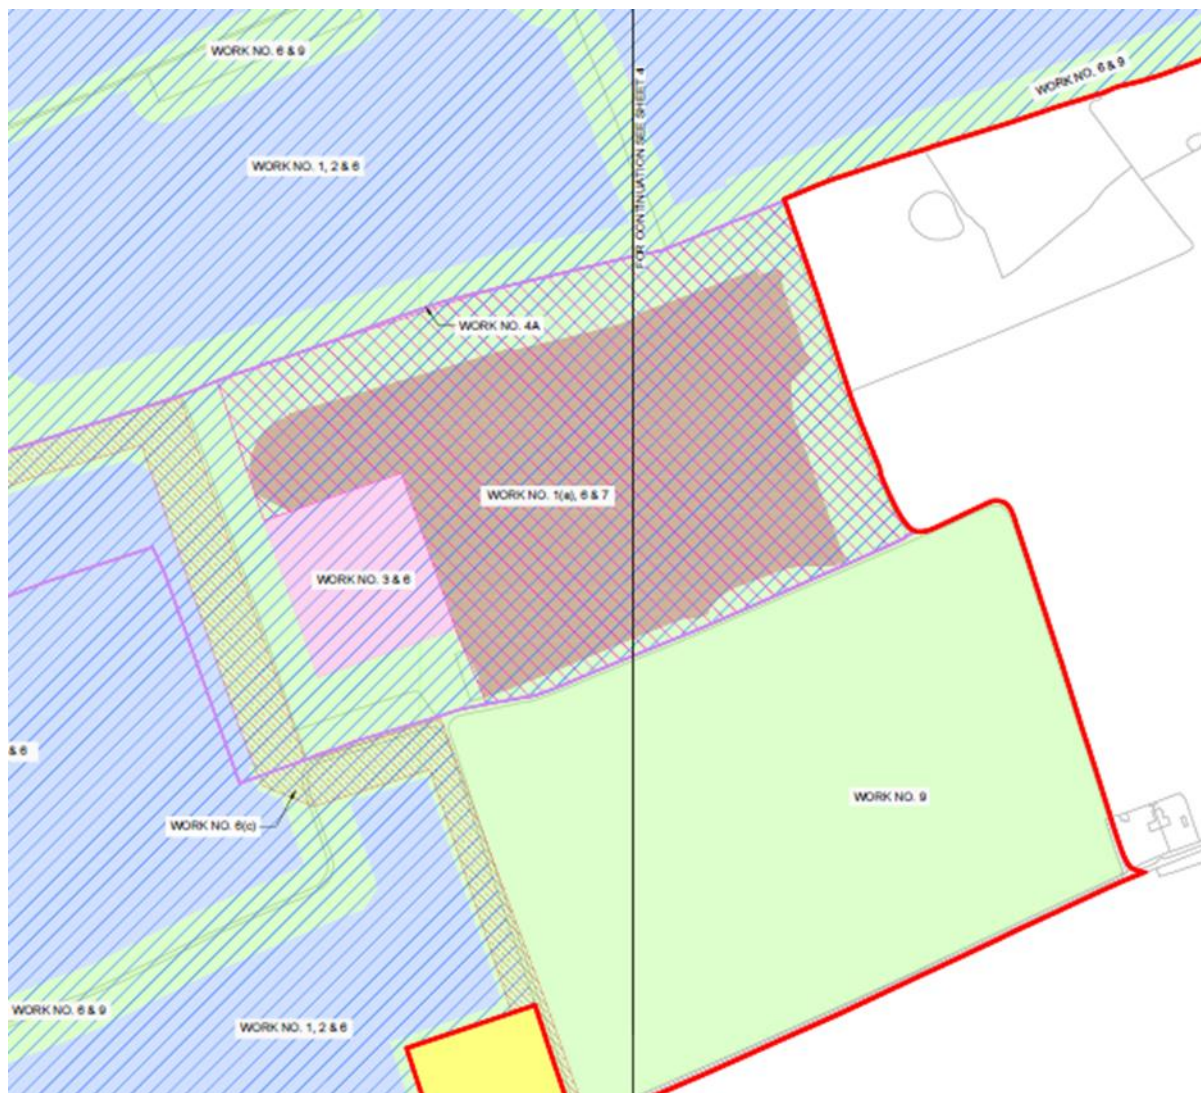 WORK NO. 6 & 9
WORK NO. 6 & 9
FOR CONTINUATION SEE SHEET 4
WORK NO. 1, 2 & 6
WORK NO. 4A
WORK NO. 1(e), 6 & 7
WORK NO. 3 & 6
& 6
WORK NO. 9
WORK NO. 6(c)
WORK NO. 6 & 9
WORK NO. 1, 2 & 6